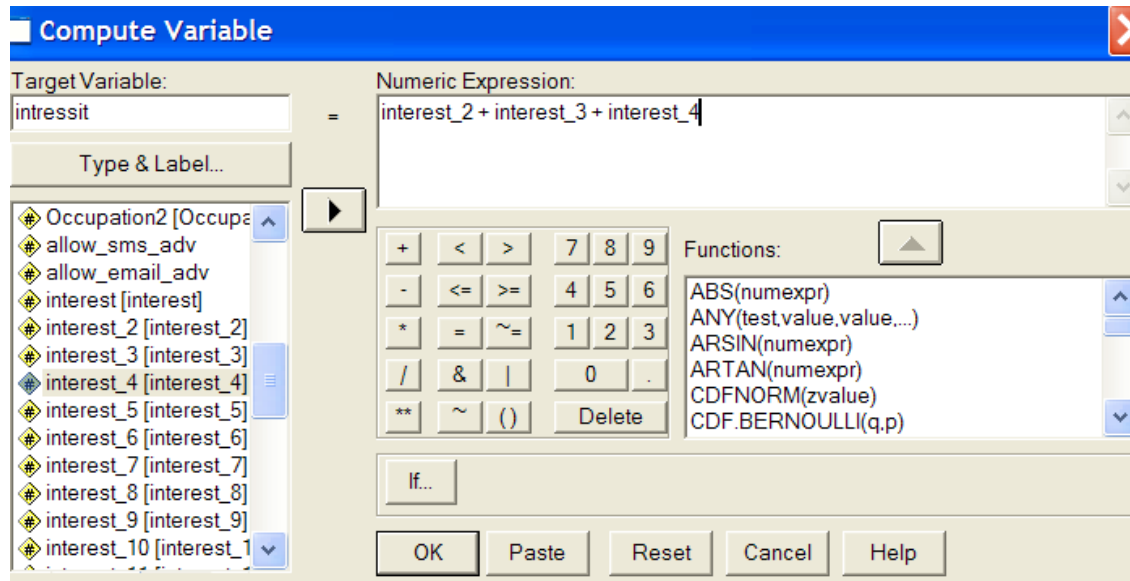 Compute Variable
Target Variable:
intressit
=
Numeric Expression:
interest_2 + interest_3 + interest_4
Type & Label...
Occupation2 [Occupa
allow_sms_adv
allow_email_adv
interest [interest]
interest_2 [interest_2]
interest_3 [interest_3]
interest_4 [interest_4]
interest_5 [interest_5]
interest_6 [interest_6]
interest_7 [interest_7]
interest_8 [interest_8]
interest_9 [interest_9]
interest_10 [interest_1
+ < > 7 8 9
- <= >= 4 5 6
* = ~= 1 2 3
/ & | 0 .
** ~ () Delete
Functions:
ABS(numexpr)
ANY(test,value,value,...)
ARSIN(numexpr)
ARTAN(numexpr)
CDFNORM(zvalue)
CDF.BERNOULLI(q,p)
If...
OK Paste Reset Cancel Help